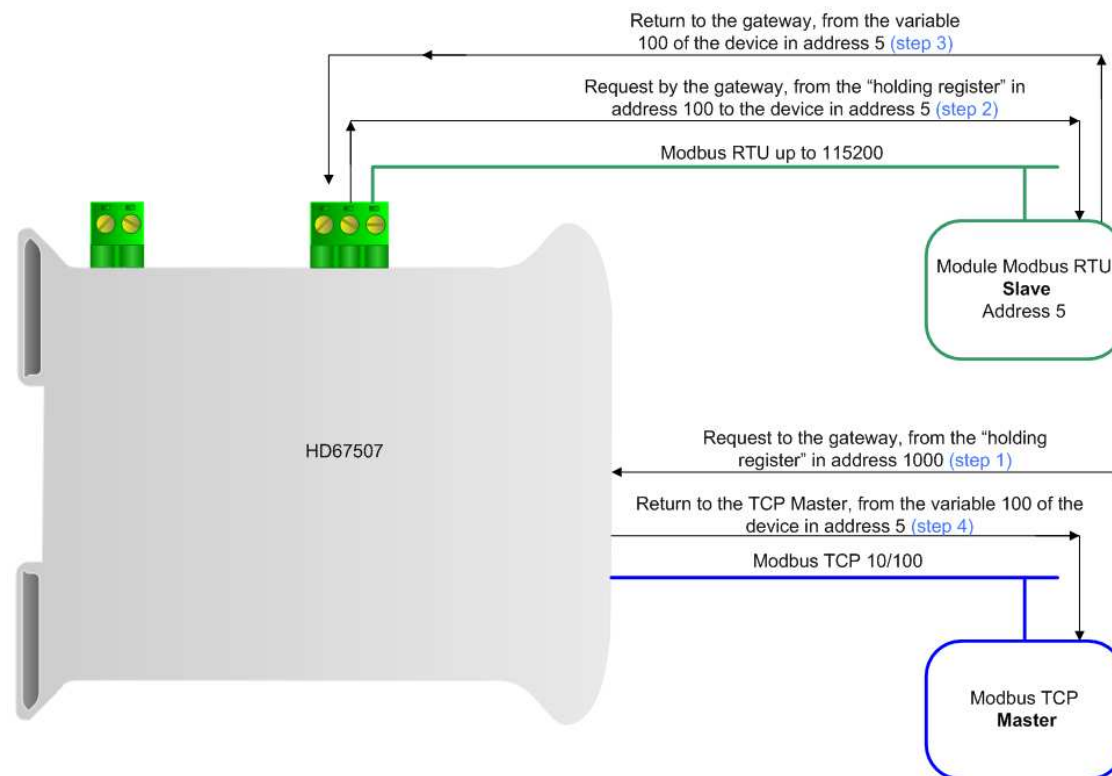 Return to the gateway, from the variable
100 of the device in address 5 (step 3)
Request by the gateway, from the “holding register” in
address 100 to the device in address 5 (step 2)
Modbus RTU up to 115200
Module Modbus RTU
Slave
Address 5
HD67507
Request to the gateway, from the “holding
register” in address 1000 (step 1)
Return to the TCP Master, from the variable 100 of the
device in address 5 (step 4)
Modbus TCP 10/100
Modbus TCP
Master